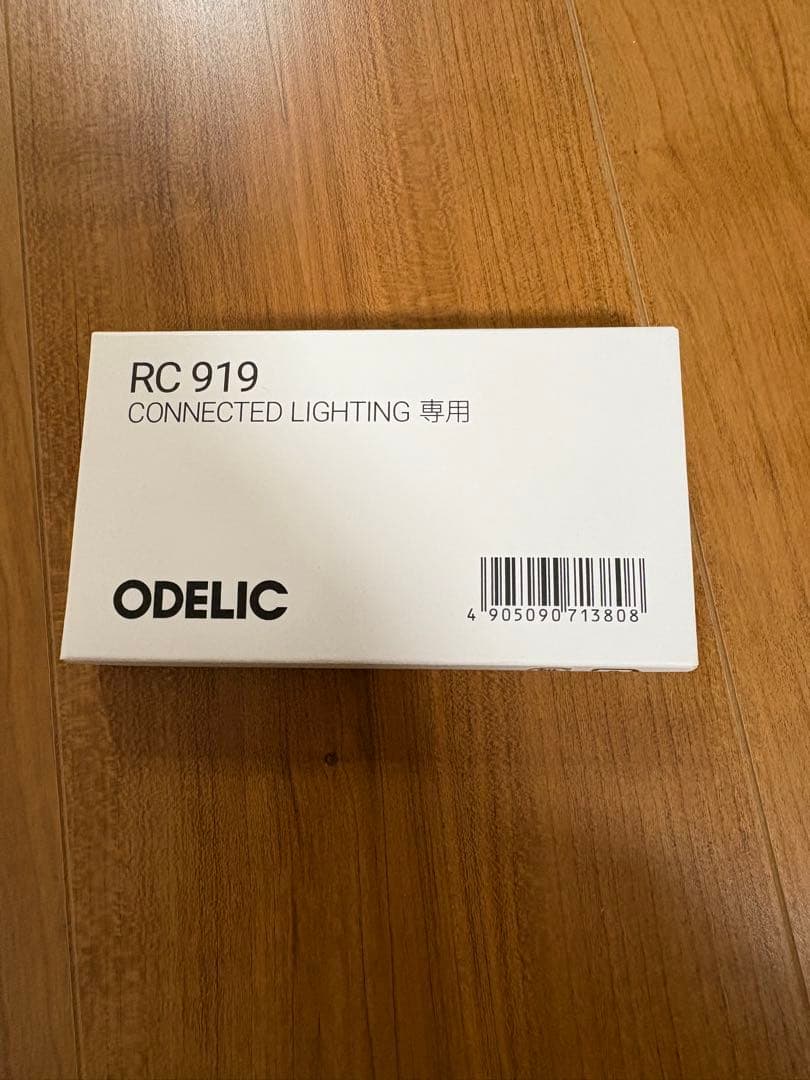 RC 919
CONNECTED LIGHTING 専用
ODELIC
4 905090 713808